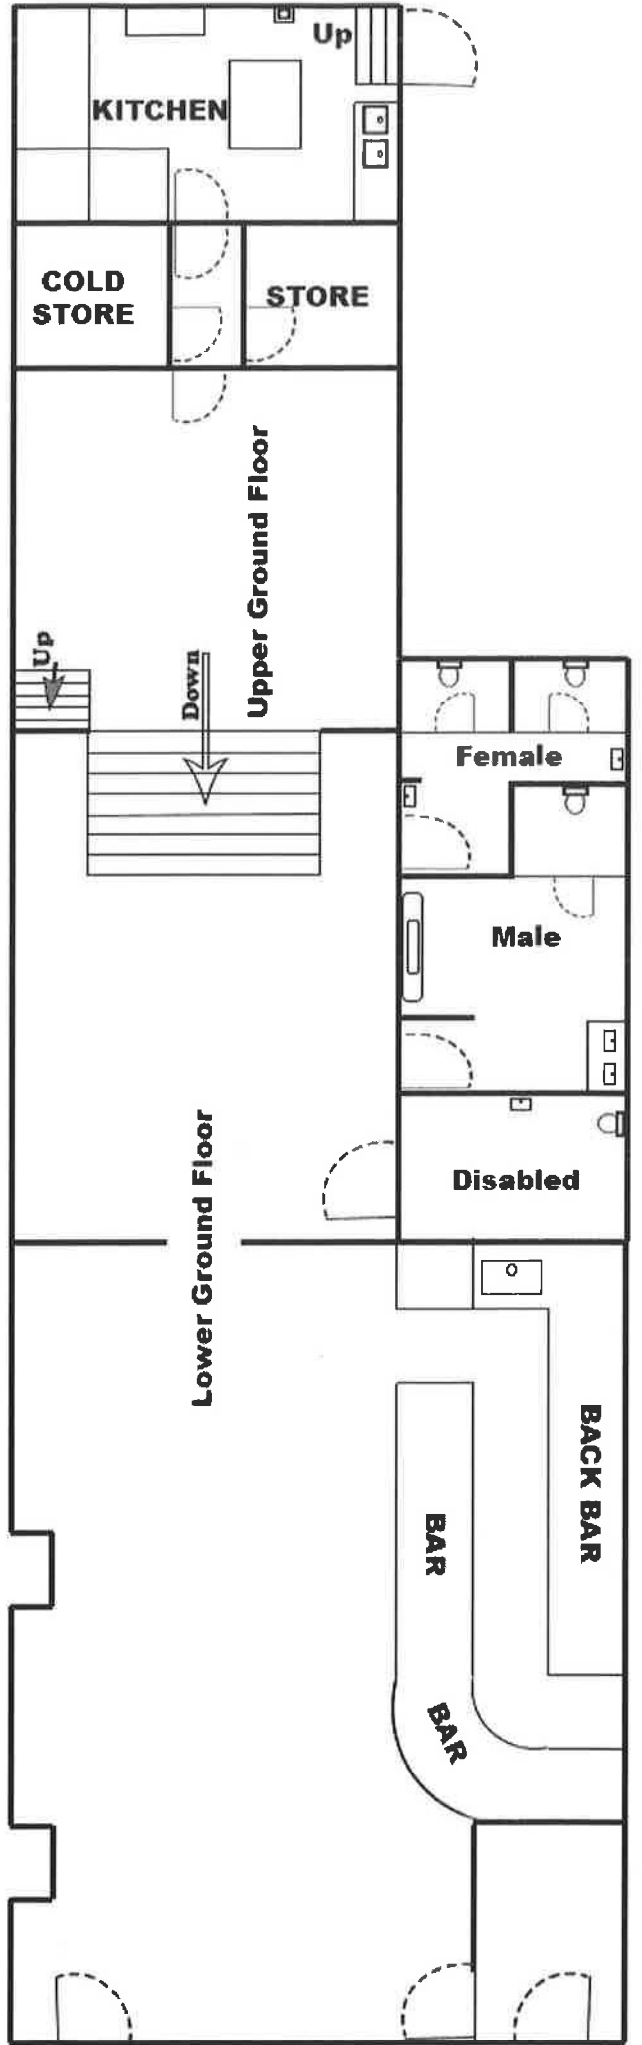 Up
KITCHEN
COLD
STORE
STORE
Upper Ground Floor
Up
Down
Female
Male
Disabled
Lower Ground Floor
BACK BAR
BAR
BAR